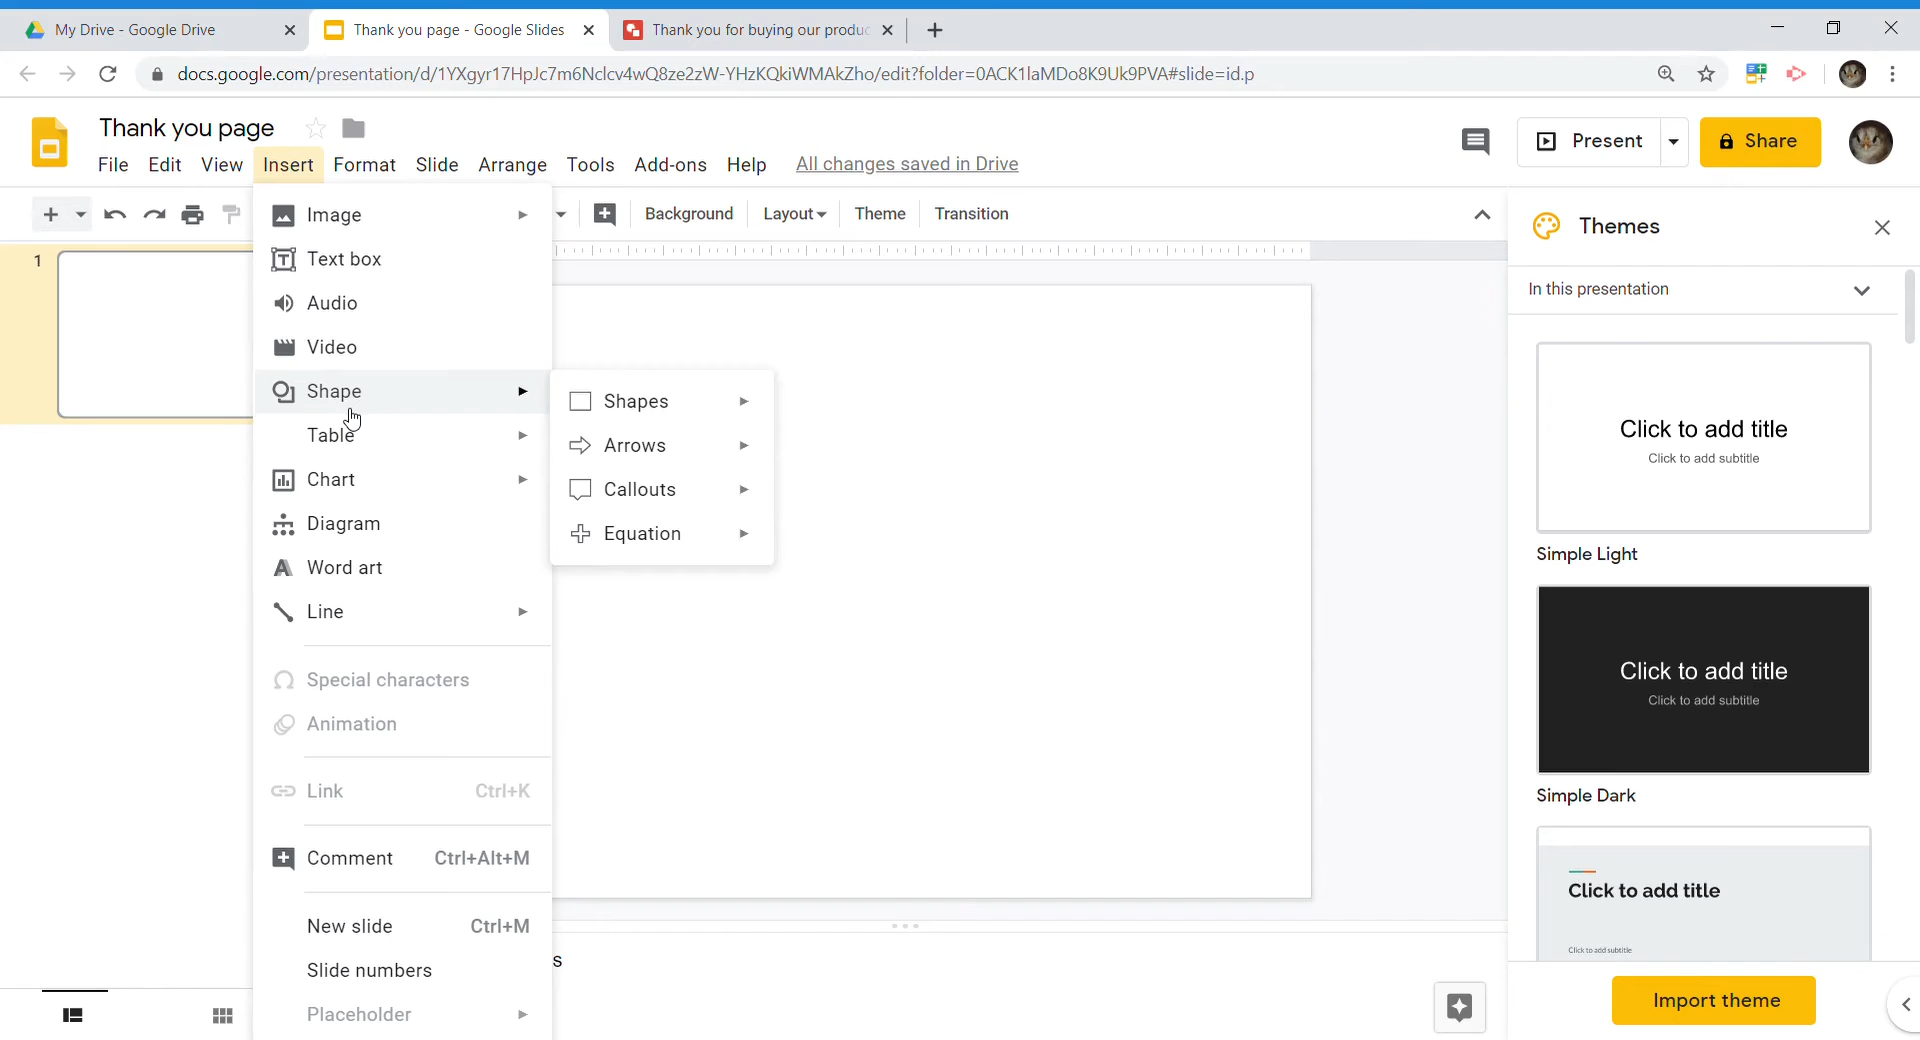 My Drive - Google Drive
Thank you page - Google Slides
Thank you for buying our produc
docs.google.com/presentation/d/1YXgyr17HpJc7m6Nclcv4wQ8ze2zW-YHzKQkiWMAkZho/edit?folder=0ACK1laMDo8K9Uk9PVA#slide=id.p
Thank you page
File Edit View Insert Format Slide Arrange Tools Add-ons Help All changes saved in Drive
Present
Share
Background Layout Theme Transition
1
Image
Text box
Audio
Video
Shape
Table
Chart
Diagram
Word art
Line
Special characters
Animation
Link Ctrl+K
Comment Ctrl+Alt+M
New slide Ctrl+M
Slide numbers
Placeholder
Shapes
Arrows
Callouts
Equation
s
Themes
In this presentation
Click to add title
Click to add subtitle
Simple Light
Click to add title
Click to add subtitle
Simple Dark
Click to add title
Click to add subtitle
Import theme